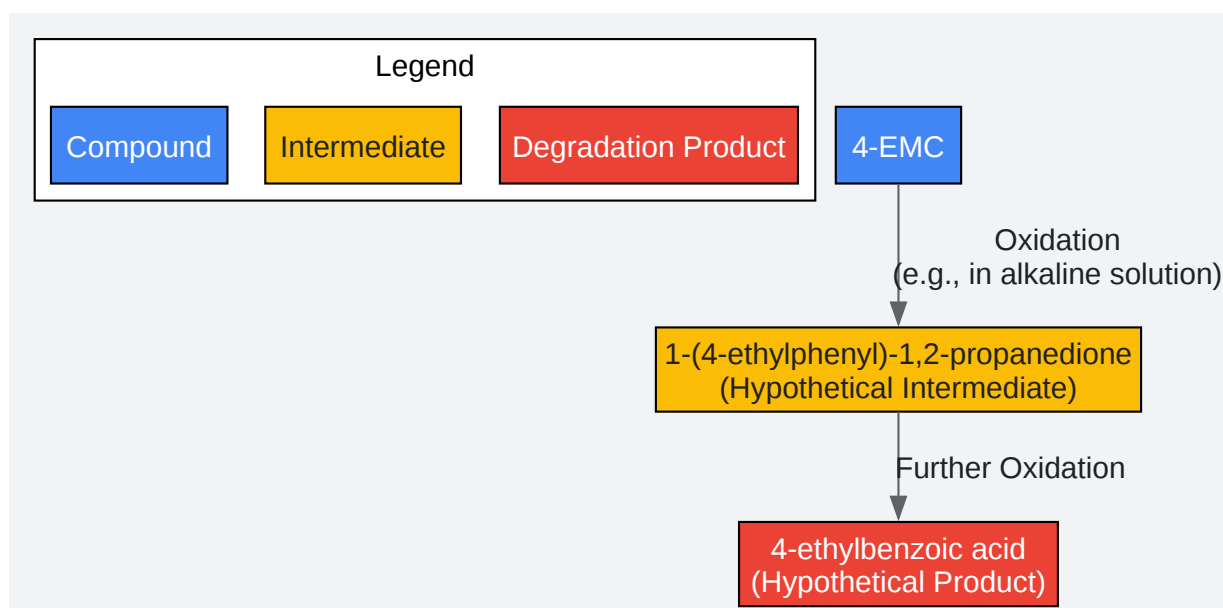 Legend
Compound
Intermediate
Degradation Product
4-EMC
Oxidation
(e.g., in alkaline solution)
1-(4-ethylphenyl)-1,2-propanedione
(Hypothetical Intermediate)
Further Oxidation
4-ethylbenzoic acid
(Hypothetical Product)